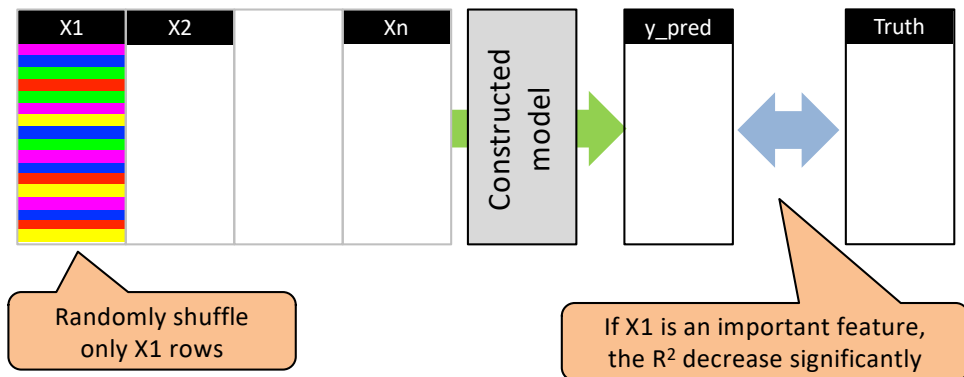 X1
X2
Xn
Constructed
model
y_pred
Truth
Randomly shuffle
only X1 rows
If X1 is an important feature,
the R² decrease significantly